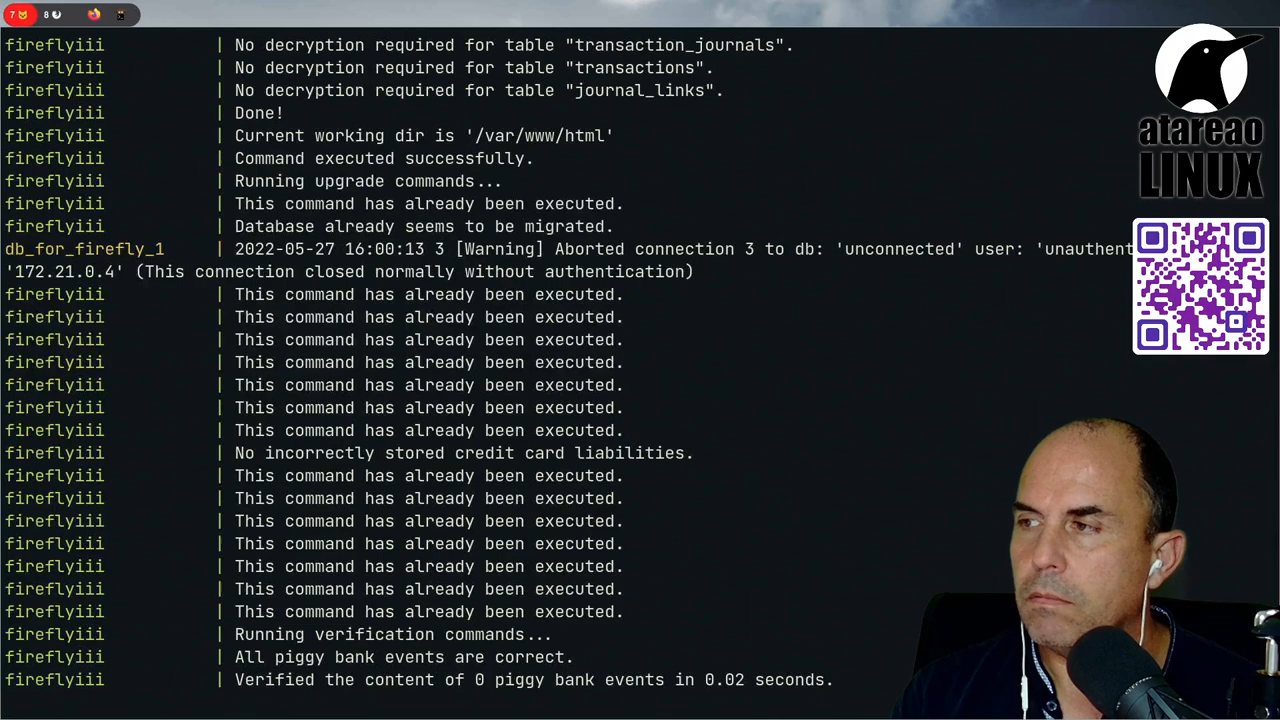 7
8
fireflyiii | No decryption required for table "transaction_journals".
fireflyiii | No decryption required for table "transactions".
fireflyiii | No decryption required for table "journal_links".
fireflyiii | Done!
fireflyiii | Current working dir is '/var/www/html'
fireflyiii | Command executed successfully.
fireflyiii | Running upgrade commands...
fireflyiii | This command has already been executed.
fireflyiii | Database already seems to be migrated.
db_for_firefly_1 | 2022-05-27 16:00:13 3 [Warning] Aborted connection 3 to db: 'unconnected' user: 'unauthent
'172.21.0.4' (This connection closed normally without authentication)
fireflyiii | This command has already been executed.
fireflyiii | This command has already been executed.
fireflyiii | This command has already been executed.
fireflyiii | This command has already been executed.
fireflyiii | This command has already been executed.
fireflyiii | This command has already been executed.
fireflyiii | This command has already been executed.
fireflyiii | No incorrectly stored credit card liabilities.
fireflyiii | This command has already been executed.
fireflyiii | This command has already been executed.
fireflyiii | This command has already been executed.
fireflyiii | This command has already been executed.
fireflyiii | This command has already been executed.
fireflyiii | This command has already been executed.
fireflyiii | This command has already been executed.
fireflyiii | Running verification commands...
fireflyiii | All piggy bank events are correct.
fireflyiii | Verified the content of 0 piggy bank events in 0.02 seconds.
atareao
LINUX